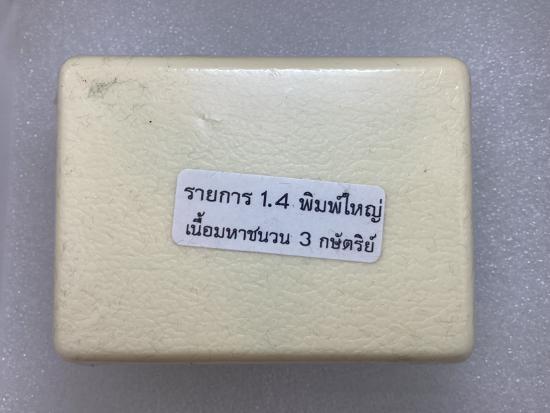 รายการ 1.4 พิมพ์ใหญ่
เนื้อมหาชนวน 3 กษัตริย์